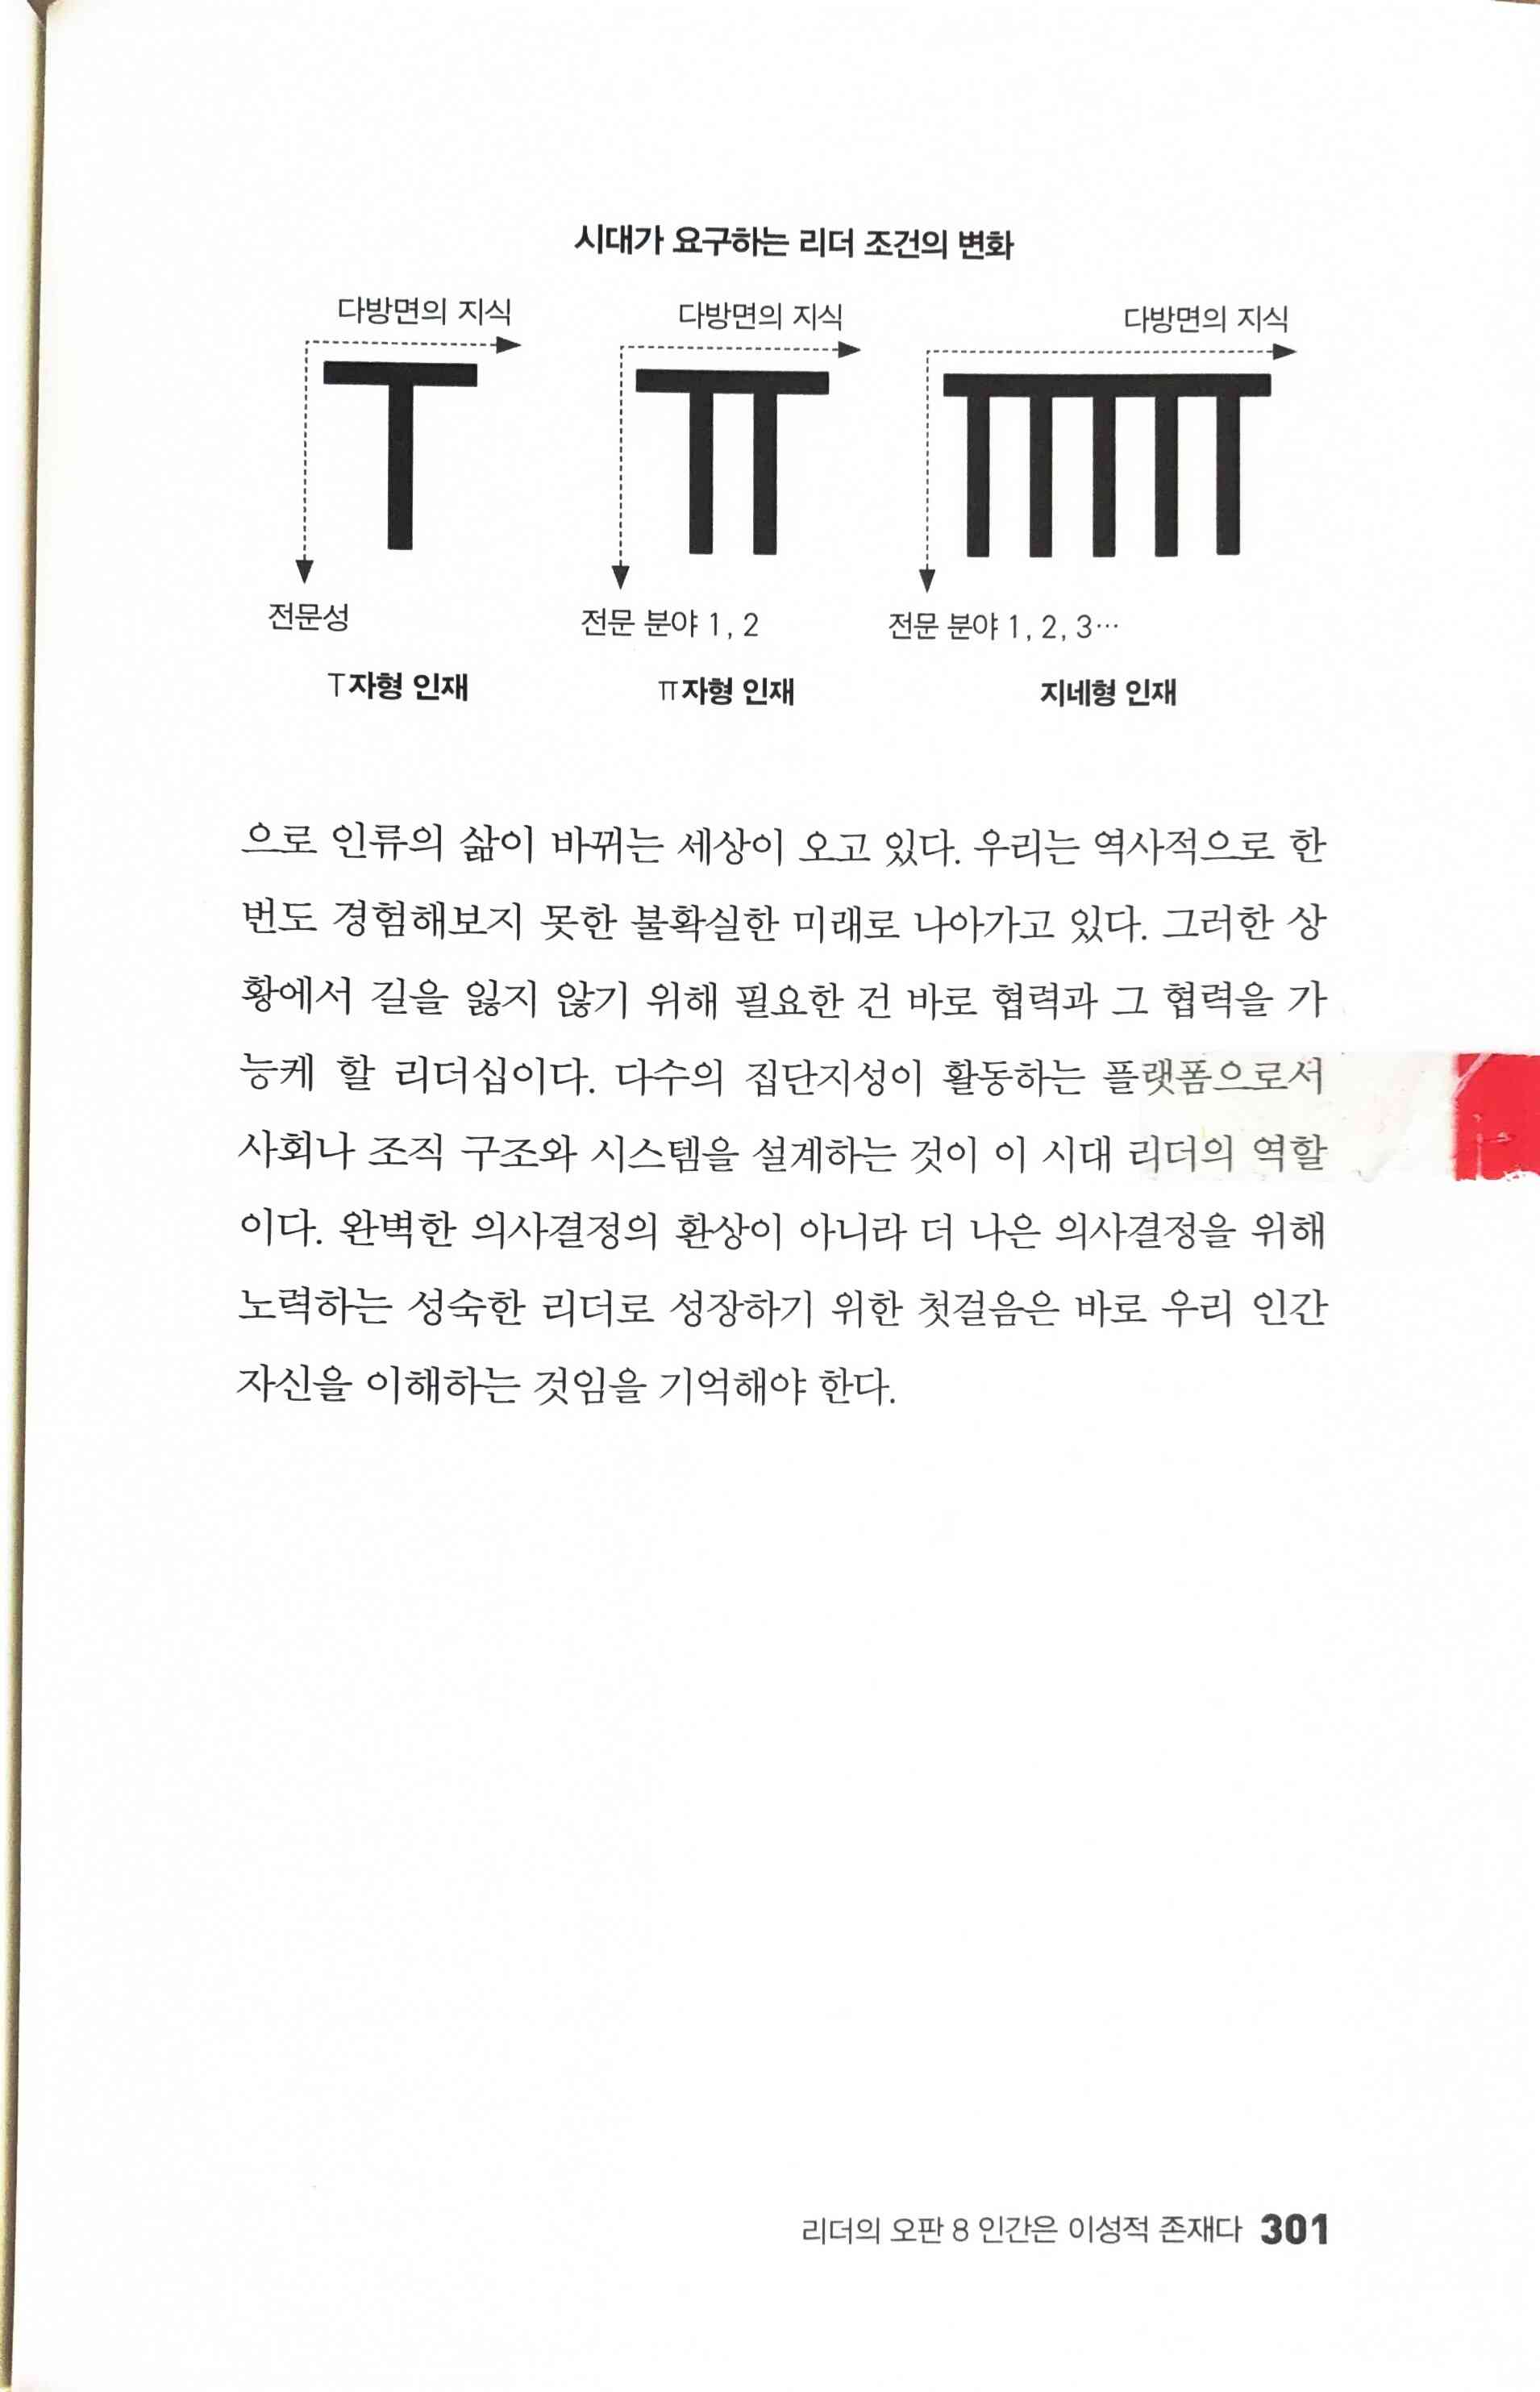 시대가 요구하는 리더 조건의 변화
다방면의 지식
다방면의 지식
다방면의 지식
전문성
전문 분야 1, 2
전문 분야 1, 2, 3…
T자형 인재
π자형 인재
지네형 인재
으로 인류의 삶이 바뀌는 세상이 오고 있다. 우리는 역사적으로 한
번도 경험해보지 못한 불확실한 미래로 나아가고 있다. 그러한 상
황에서 길을 잃지 않기 위해 필요한 건 바로 협력과 그 협력을 가
능케 할 리더십이다. 다수의 집단지성이 활동하는 플랫폼으로서
사회나 조직 구조와 시스템을 설계하는 것이 이 시대 리더의 역할
이다. 완벽한 의사결정의 환상이 아니라 더 나은 의사결정을 위해
노력하는 성숙한 리더로 성장하기 위한 첫걸음은 바로 우리 인간
자신을 이해하는 것임을 기억해야 한다.
리더의 오판 8 인간은 이성적 존재다 301